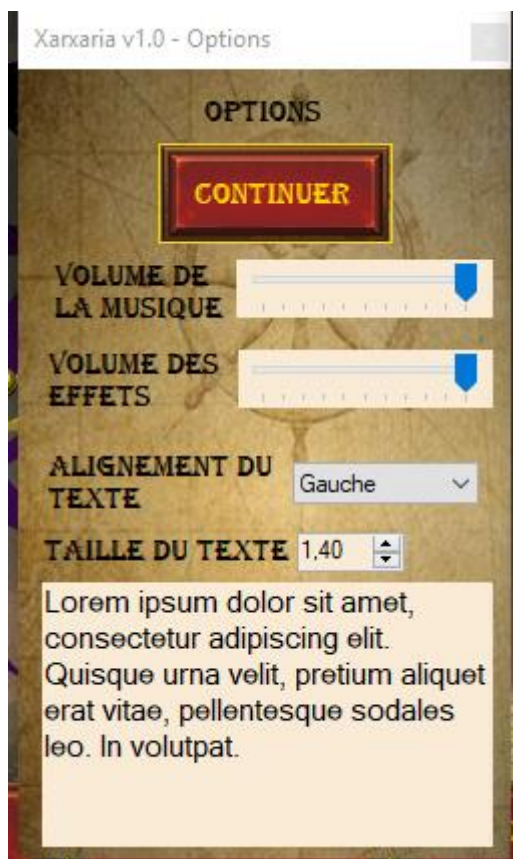 Xarxaria v1.0 - Options
OPTIONS
CONTINUER
VOLUME DE
LA MUSIQUE
VOLUME DES
EFFETS
ALIGNEMENT DU
TEXTE
Gauche
TAILLE DU TEXTE 1,40
Lorem ipsum dolor sit amet,
consectetur adipiscing elit.
Quisque urna velit, pretium aliquet
erat vitae, pellentesque sodales
leo. In volutpat.